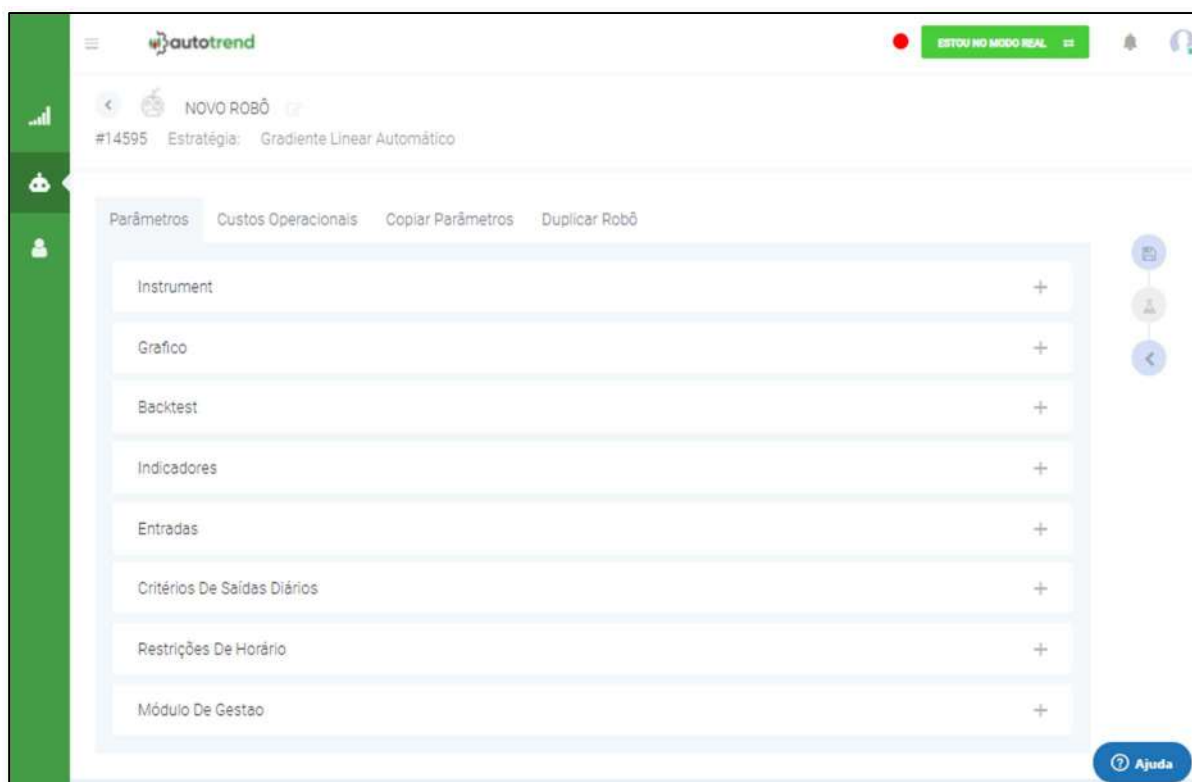 autotrend
ESTOU NO MODO REAL
NOVO ROBÔ
#14595 Estratégia: Gradiente Linear Automático
Parâmetros Custos Operacionais Copiar Parâmetros Duplicar Robô
Instrument
Grafico
Backtest
Indicadores
Entradas
Critérios De Saídas Diários
Restrições De Horário
Módulo De Gestao
Ajuda